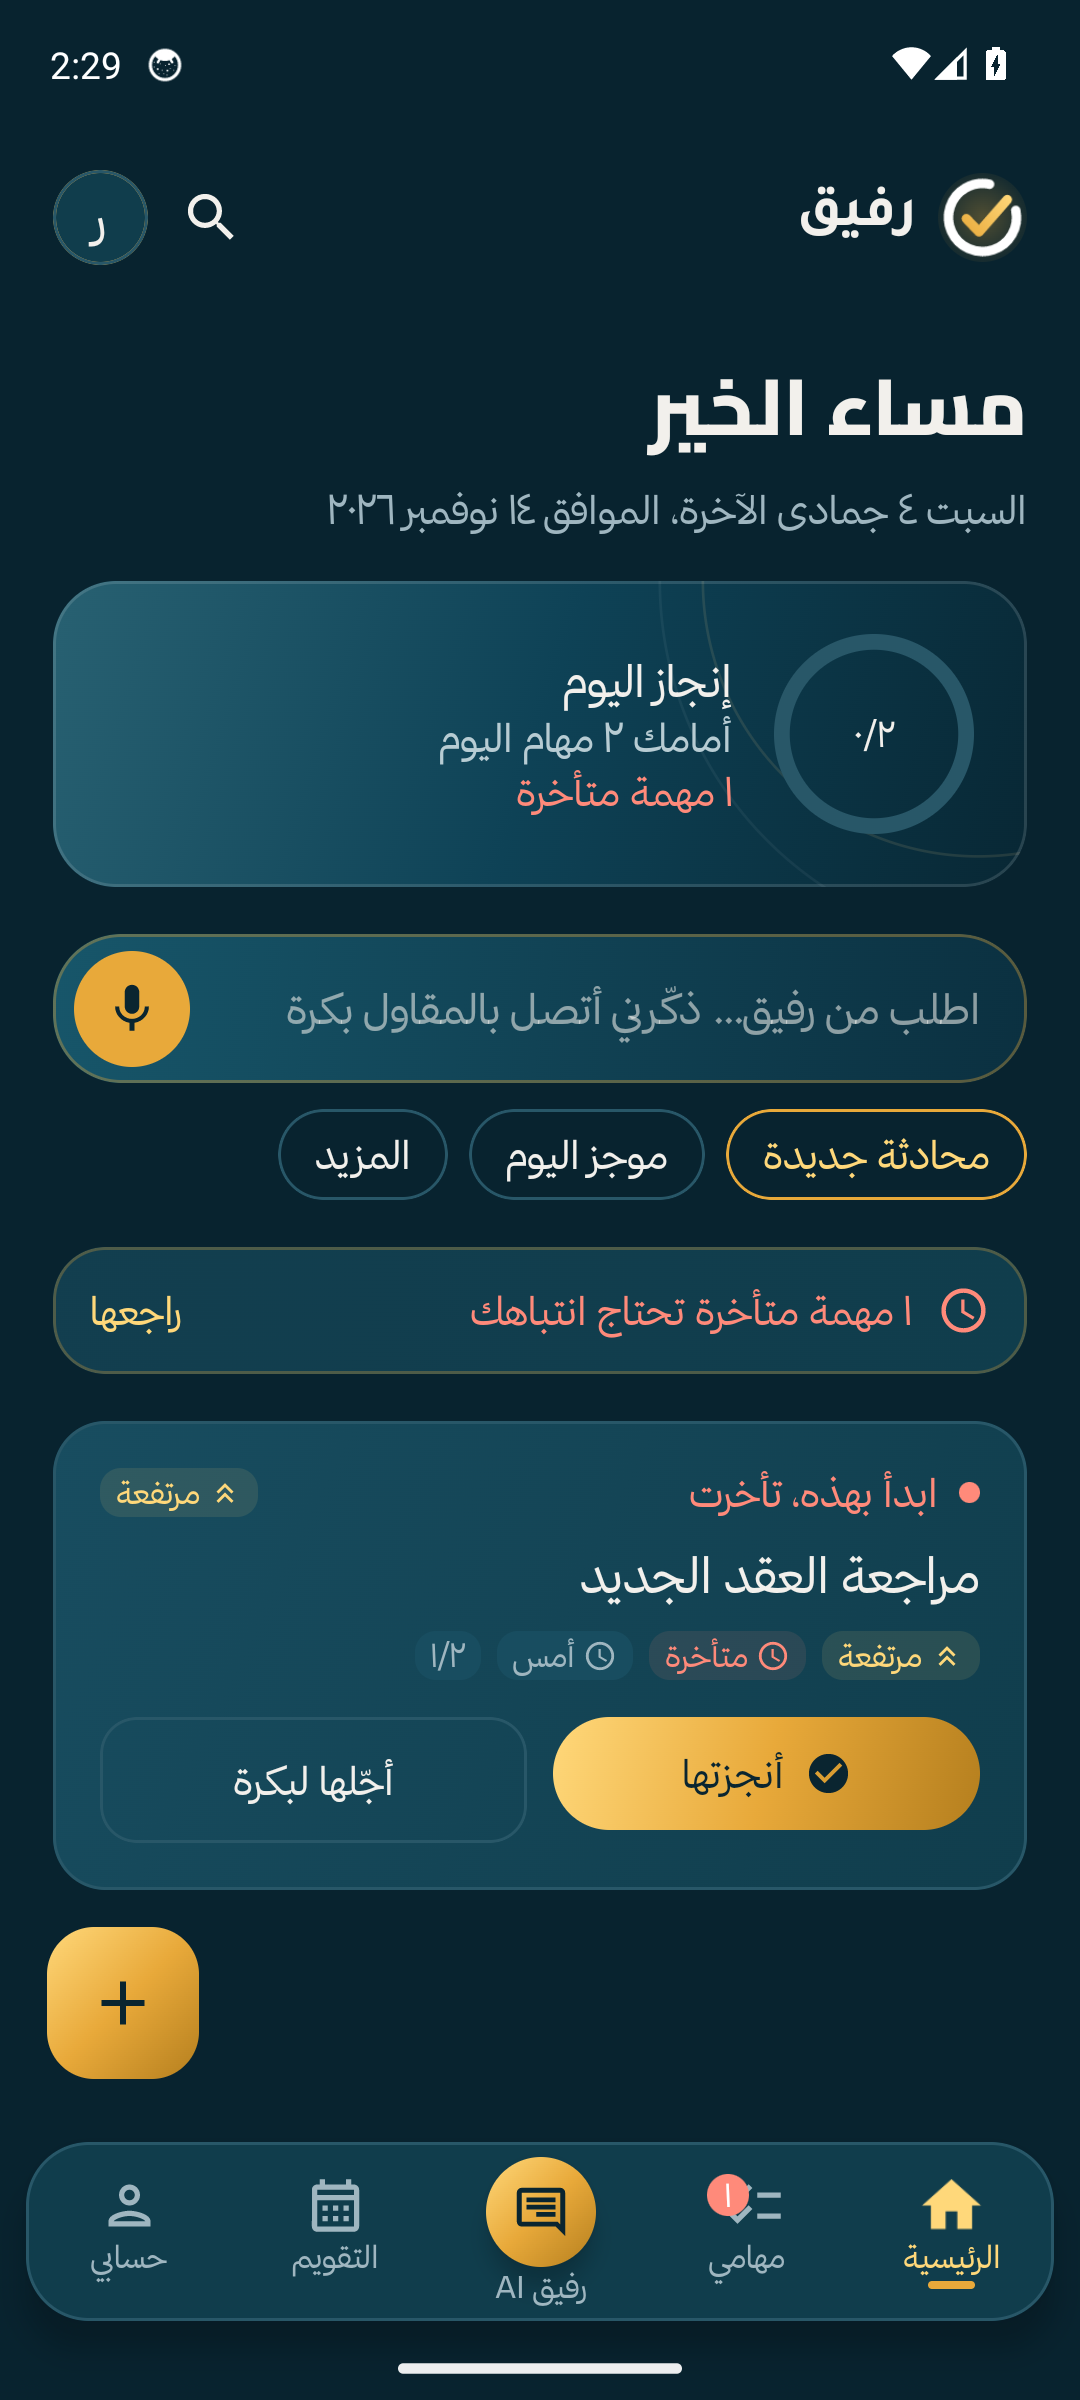 2:29
رفيق
ر
مساء الخير
السبت ٤ جمادى الآخرة، الموافق ١٤ نوفمبر ٢٠٢٦
إنجاز اليوم
أمامك ٢ مهام اليوم
١ مهمة متأخرة
٠/٢
اطلب من رفيق... ذكّرني أتصل بالمقاول بكرة
محادثة جديدة
موجز اليوم
المزيد
١ مهمة متأخرة تحتاج انتباهك
راجعها
ابدأ بهذه، تأخرت
مرتفعة
مراجعة العقد الجديد
مرتفعة
متأخرة
أمس
١/٢
أنجزتها
أجّلها لبكرة
الرئيسية
١
مهامي
رفيق AI
التقويم
حسابي